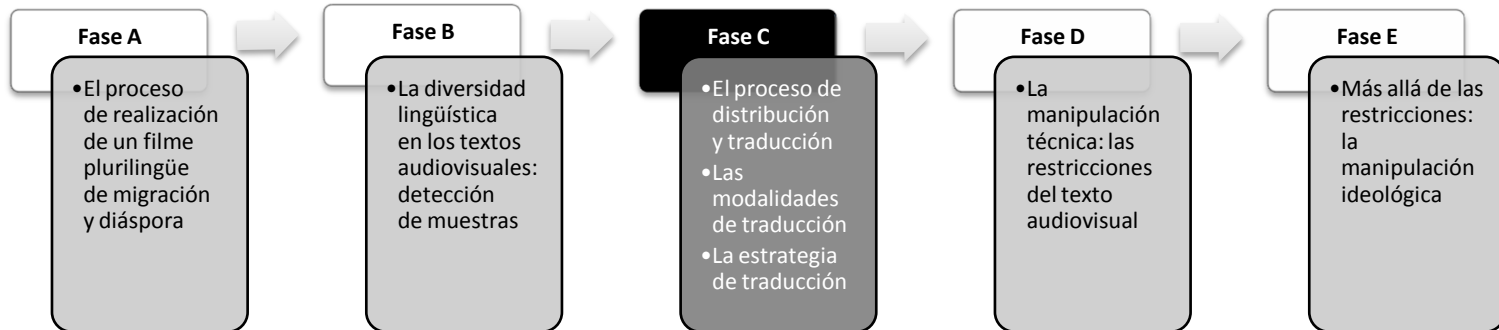 Fase A
•El proceso
de realización
de un filme
plurilingüe
de migración
y diáspora
Fase B
•La diversidad
lingüística
en los textos
audiovisuales:
detección
de muestras
Fase C
•El proceso de
distribución
y traducción
•Las
modalidades
de traducción
•La estrategia
de traducción
Fase D
•La
manipulación
técnica: las
restricciones
del texto
audiovisual
Fase E
•Más allá de las
restricciones:
la
manipulación
ideológica